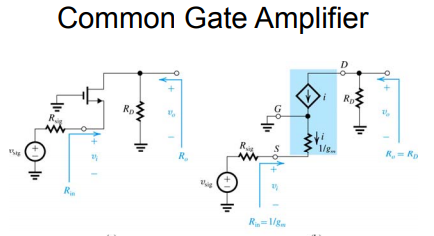 Common Gate Amplifier
D
i
R_D
v_o
+
−
G
R_D
v_o
+
−
R_sig
i
1/g_m
R_sig
S
v_sig
+
−
+
v_i
−
R_o
R_o = R_D
v_sig
+
−
+
v_i
−
R_in
R_in = 1/g_m